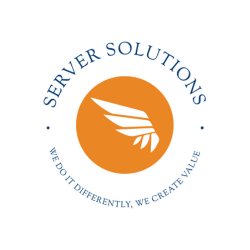 SERVER SOLUTIONS
WE DO IT DIFFERENTLY, WE CREATE VALUE